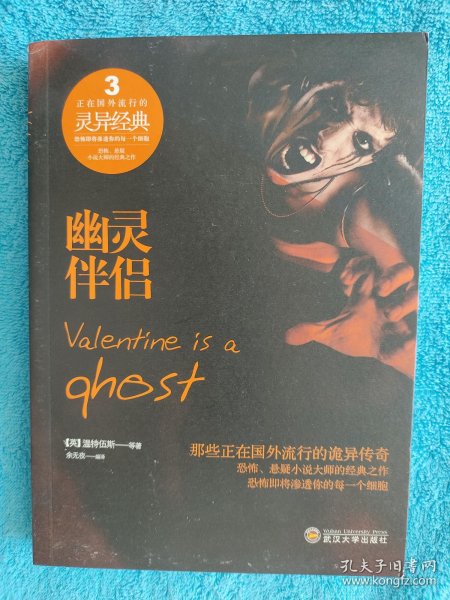 3
正在国外流行的
灵异经典
恐怖即将渗透你的每一个细胞
恐怖、悬疑
小说大师的经典之作
幽灵
伴侣
Valentine is a
ghost
【英】温特伍斯——等著
余无夜——编译
那些正在国外流行的诡异传奇
恐怖、悬疑小说大师的经典之作
恐怖即将渗透你的每一个细胞
Wuhan University Press
武汉大学出版社
孔夫子旧书网
kongfz.com